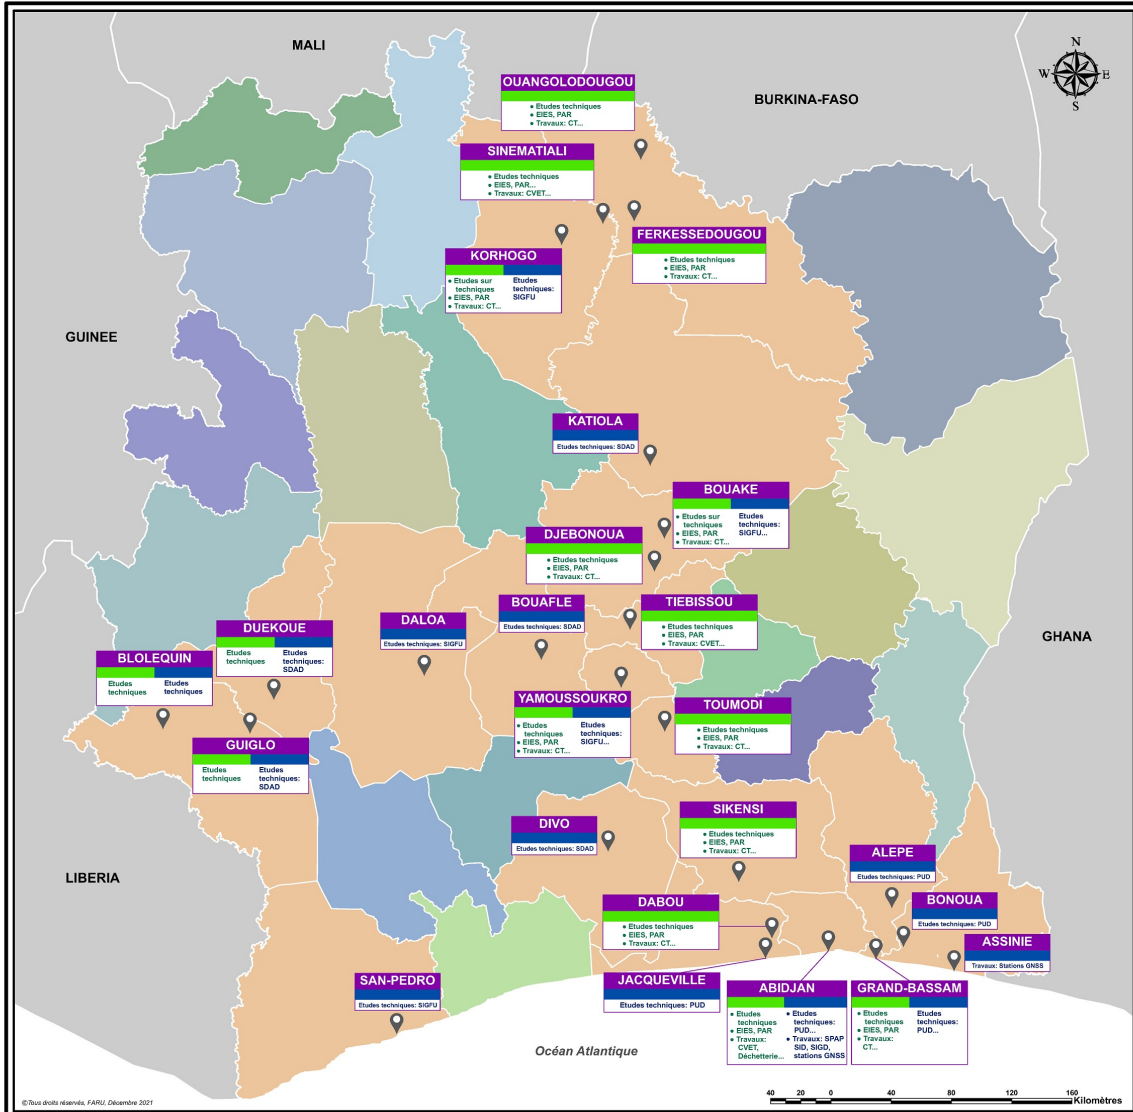 MALI
BURKINA-FASO
N
W E
S
OUANGOLODOUGOU
• Etudes techniques
• EIES, PAR
• Travaux: CT...
SINEMATIALI
• Etudes techniques
• EIES, PAR...
• Travaux: CVET...
FERKESSEDOUGOU
• Etudes techniques
• EIES, PAR
• Travaux: CT...
KORHOGO
• Etudes sur
techniques
• EIES, PAR
• Travaux: CT...
Etudes
techniques:
SIGFU
GUINEE
KATIOLA
Etudes techniques: SDAD
BOUAKE
• Etudes sur
techniques
• EIES, PAR
• Travaux: CT...
Etudes
techniques:
SIGFU...
DJEBONOUA
• Etudes techniques
• EIES, PAR
• Travaux: CT...
BOUAFLE
Etudes techniques: SDAD
TIEBISSOU
• Etudes techniques
• EIES, PAR
• Travaux: CVET...
DALOA
Etudes techniques: SIGFU
DUEKOUE
Etudes
techniques
Etudes
techniques:
SDAD
GHANA
BLOLEQUIN
Etudes
techniques
Etudes
techniques
YAMOUSSOUKRO
• Etudes
techniques
• EIES, PAR
• Travaux: CT...
Etudes
techniques:
SIGFU...
TOUMODI
• Etudes techniques
• EIES, PAR
• Travaux: CT...
GUIGLO
Etudes
techniques
Etudes
techniques:
SDAD
SIKENSI
• Etudes techniques
• EIES, PAR
• Travaux: CT...
DIVO
Etudes techniques: SDAD
ALEPE
Etudes techniques: PUD
LIBERIA
DABOU
• Etudes techniques
• EIES, PAR
• Travaux: CT...
BONOUA
Etudes techniques: PUD
ASSINIE
Travaux: Stations GNSS
SAN-PEDRO
Etudes techniques: SIGFU
JACQUEVILLE
Etudes techniques: PUD
ABIDJAN
• Etudes
techniques
• EIES, PAR
• Travaux:
CVET,
Déchetterie...
• Etudes
techniques:
PUD...
• Travaux: SPAP
SID, SIGD,
stations GNSS
GRAND-BASSAM
• Etudes
techniques
• EIES, PAR
• Travaux:
CT...
Etudes
techniques:
PUD...
Océan Atlantique
©Tous droits réservés, FARU, Décembre 2021
40 0 40 80 120 160
Kilomètres